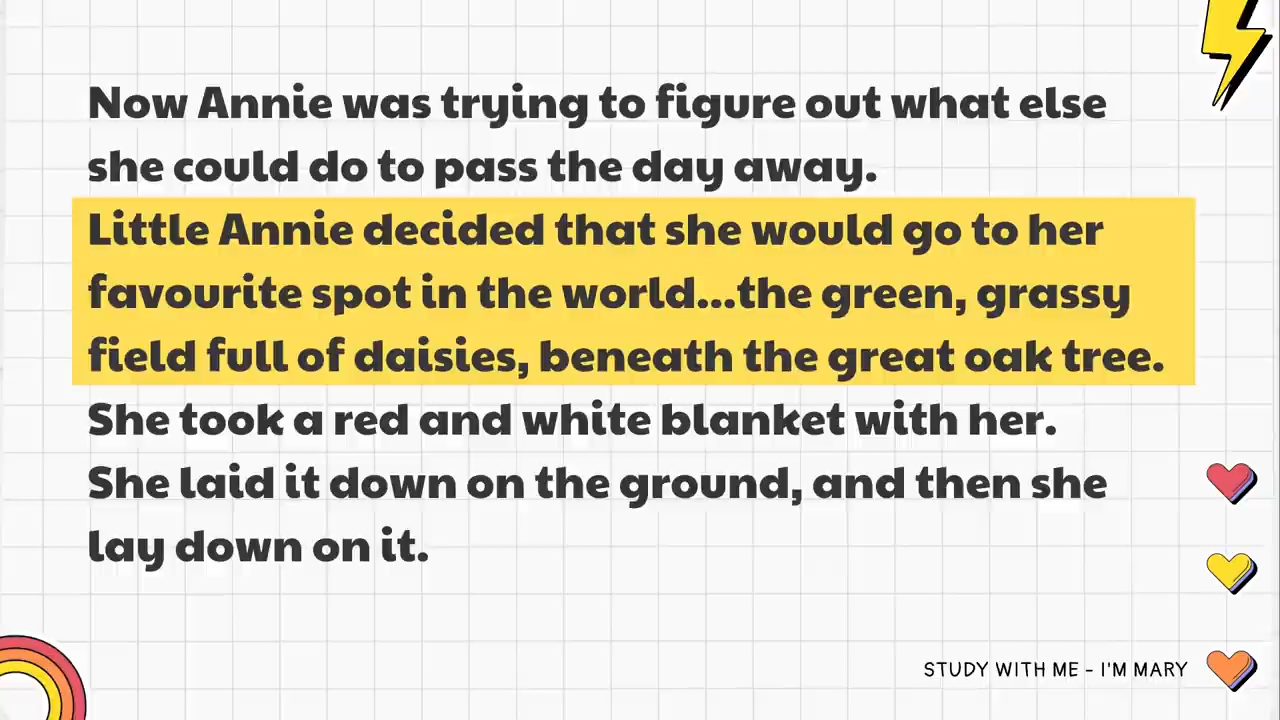 Now Annie was trying to figure out what else
she could do to pass the day away.
Little Annie decided that she would go to her
favourite spot in the world...the green, grassy
field full of daisies, beneath the great oak tree.
She took a red and white blanket with her.
She laid it down on the ground, and then she
lay down on it.
STUDY WITH ME - I'M MARY